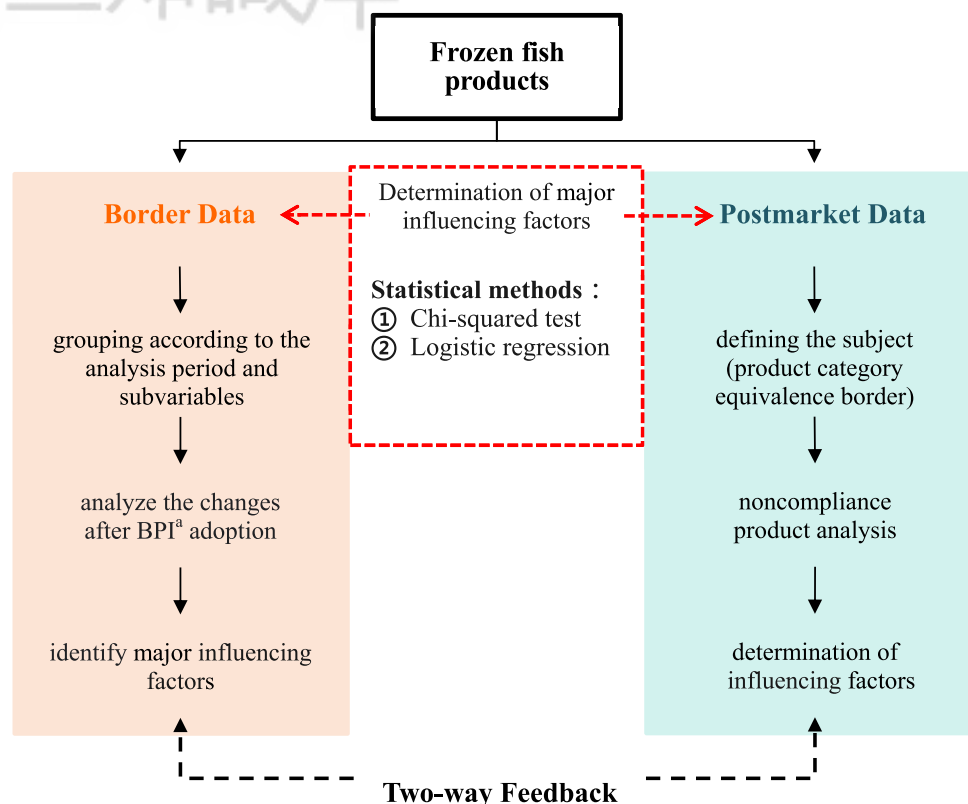 Frozen fish
products
Border Data
grouping according to the
analysis period and
subvariables
analyze the changes
after BPIᵃ adoption
identify major influencing
factors
Determination of major
influencing factors
Statistical methods：
① Chi-squared test
② Logistic regression
Postmarket Data
defining the subject
(product category
equivalence border)
noncompliance
product analysis
determination of
influencing factors
Two-way Feedback